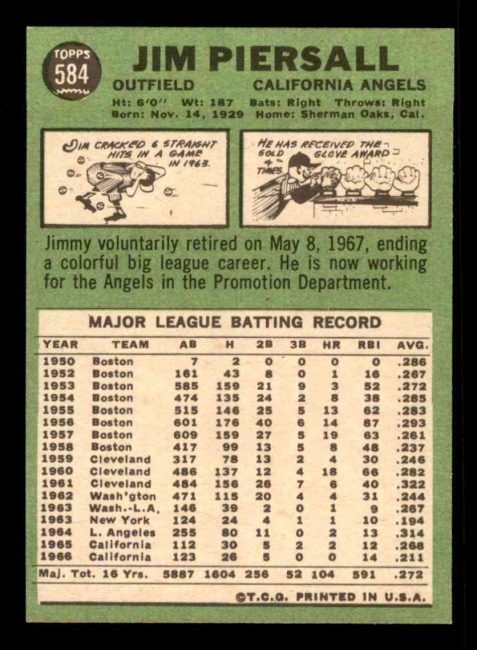 TOPPS
584
JIM PIERSALL
OUTFIELD CALIFORNIA ANGELS
Ht: 6'0" Wt: 187 Bats: Right Throws: Right
Born: Nov. 14, 1929 Home: Sherman Oaks, Cal.
JIM CRACKED 6 STRAIGHT
HITS IN A GAME
IN 1963.
HE HAS RECEIVED THE
GOLD GLOVE AWARD
4
TIMES
Jimmy voluntarily retired on May 8, 1967, ending
a colorful big league career. He is now working
for the Angels in the Promotion Department.
MAJOR LEAGUE BATTING RECORD
YEAR TEAM AB H 2B 3B HR RBI AVG.
1950 Boston 7 2 0 0 0 0 .286
1952 Boston 161 43 8 0 1 16 .267
1953 Boston 585 159 21 9 3 52 .272
1954 Boston 474 135 24 2 8 38 .285
1955 Boston 515 146 25 5 13 62 .283
1956 Boston 601 176 40 6 14 87 .293
1957 Boston 609 159 27 5 19 63 .261
1958 Boston 417 99 13 5 8 48 .237
1959 Cleveland 317 78 13 2 4 30 .246
1960 Cleveland 486 137 12 4 18 66 .282
1961 Cleveland 484 156 26 7 6 40 .322
1962 Wash'gton 471 115 20 4 4 31 .244
1963 Wash.-L.A. 146 39 2 0 1 9 .267
1963 New York 124 24 4 1 1 10 .194
1964 L. Angeles 255 80 11 0 2 13 .314
1965 California 112 30 5 2 2 12 .268
1966 California 123 26 5 0 0 14 .211
Maj. Tot. 16 Yrs. 5887 1604 256 52 104 591 .272
©T.C.G. PRINTED IN U.S.A.